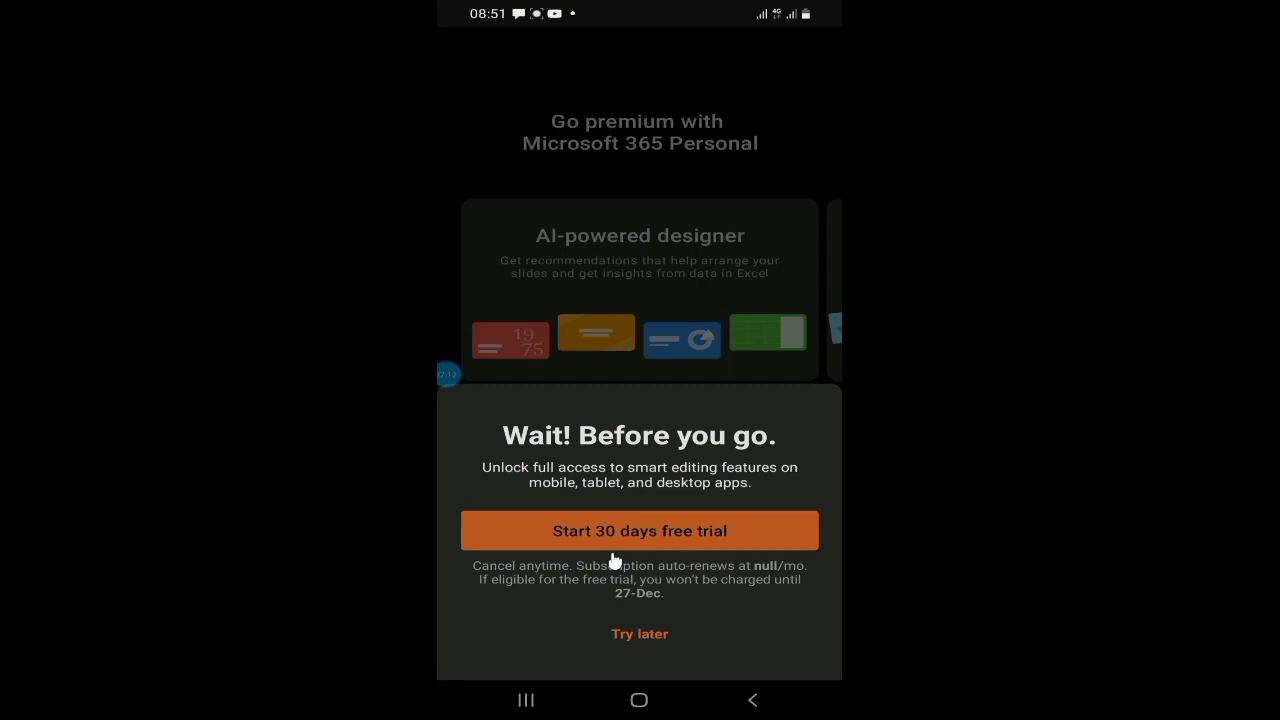 08:51
4G
Go premium with
Microsoft 365 Personal
AI-powered designer
Get recommendations that help arrange your
slides and get insights from data in Excel
19
75
Wait! Before you go.
Unlock full access to smart editing features on
mobile, tablet, and desktop apps.
Start 30 days free trial
Cancel anytime. Subscription auto-renews at null/mo.
If eligible for the free trial, you won't be charged until
27-Dec.
Try later